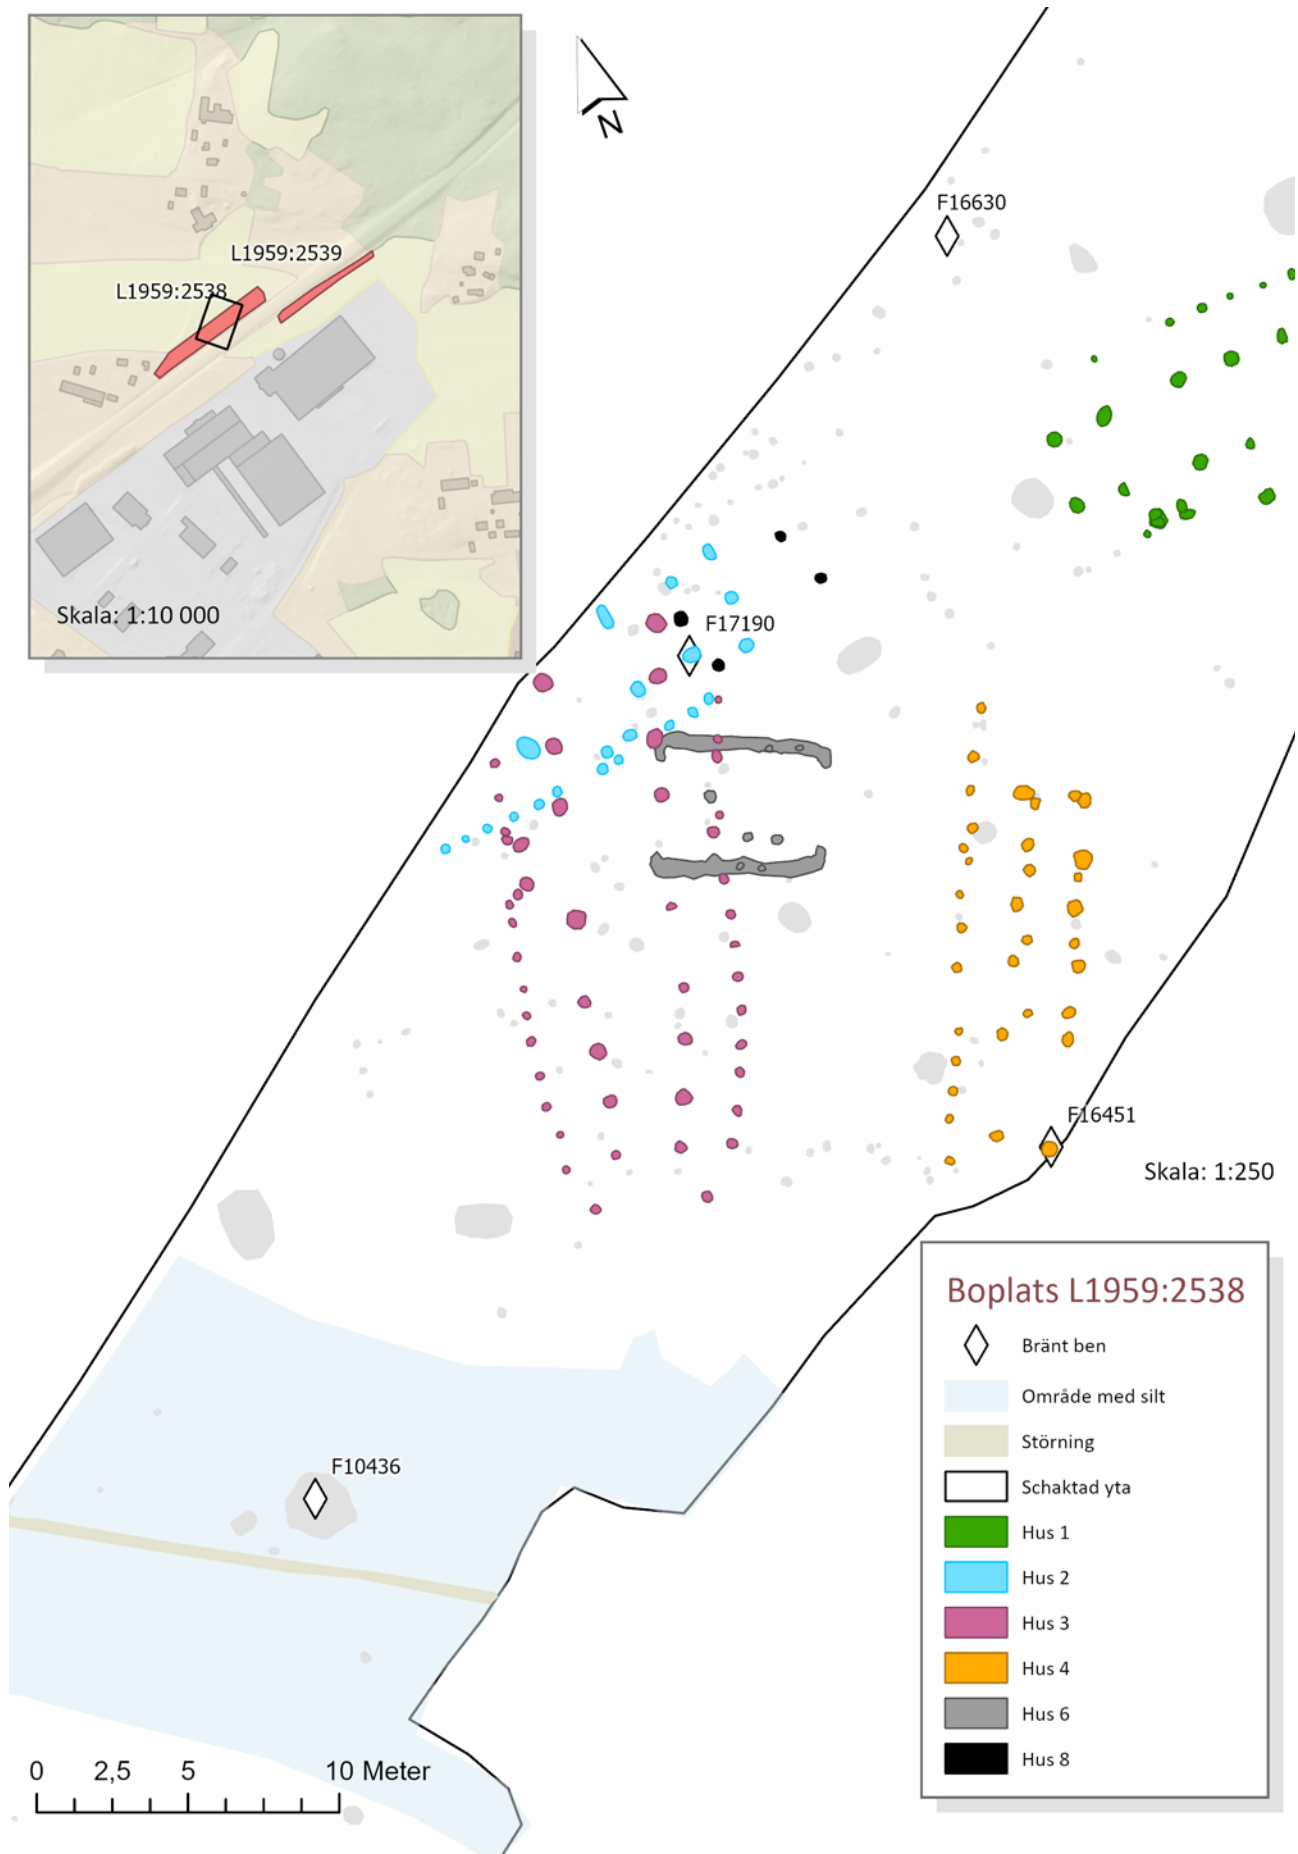 L1959:2539
L1959:2538
Skala: 1:10 000
N
F16630
F17190
F16451
Skala: 1:250
F10436
Boplats L1959:2538
Bränt ben
Område med silt
Störning
Schaktad yta
Hus 1
Hus 2
Hus 3
Hus 4
Hus 6
Hus 8
0 2,5 5 10 Meter